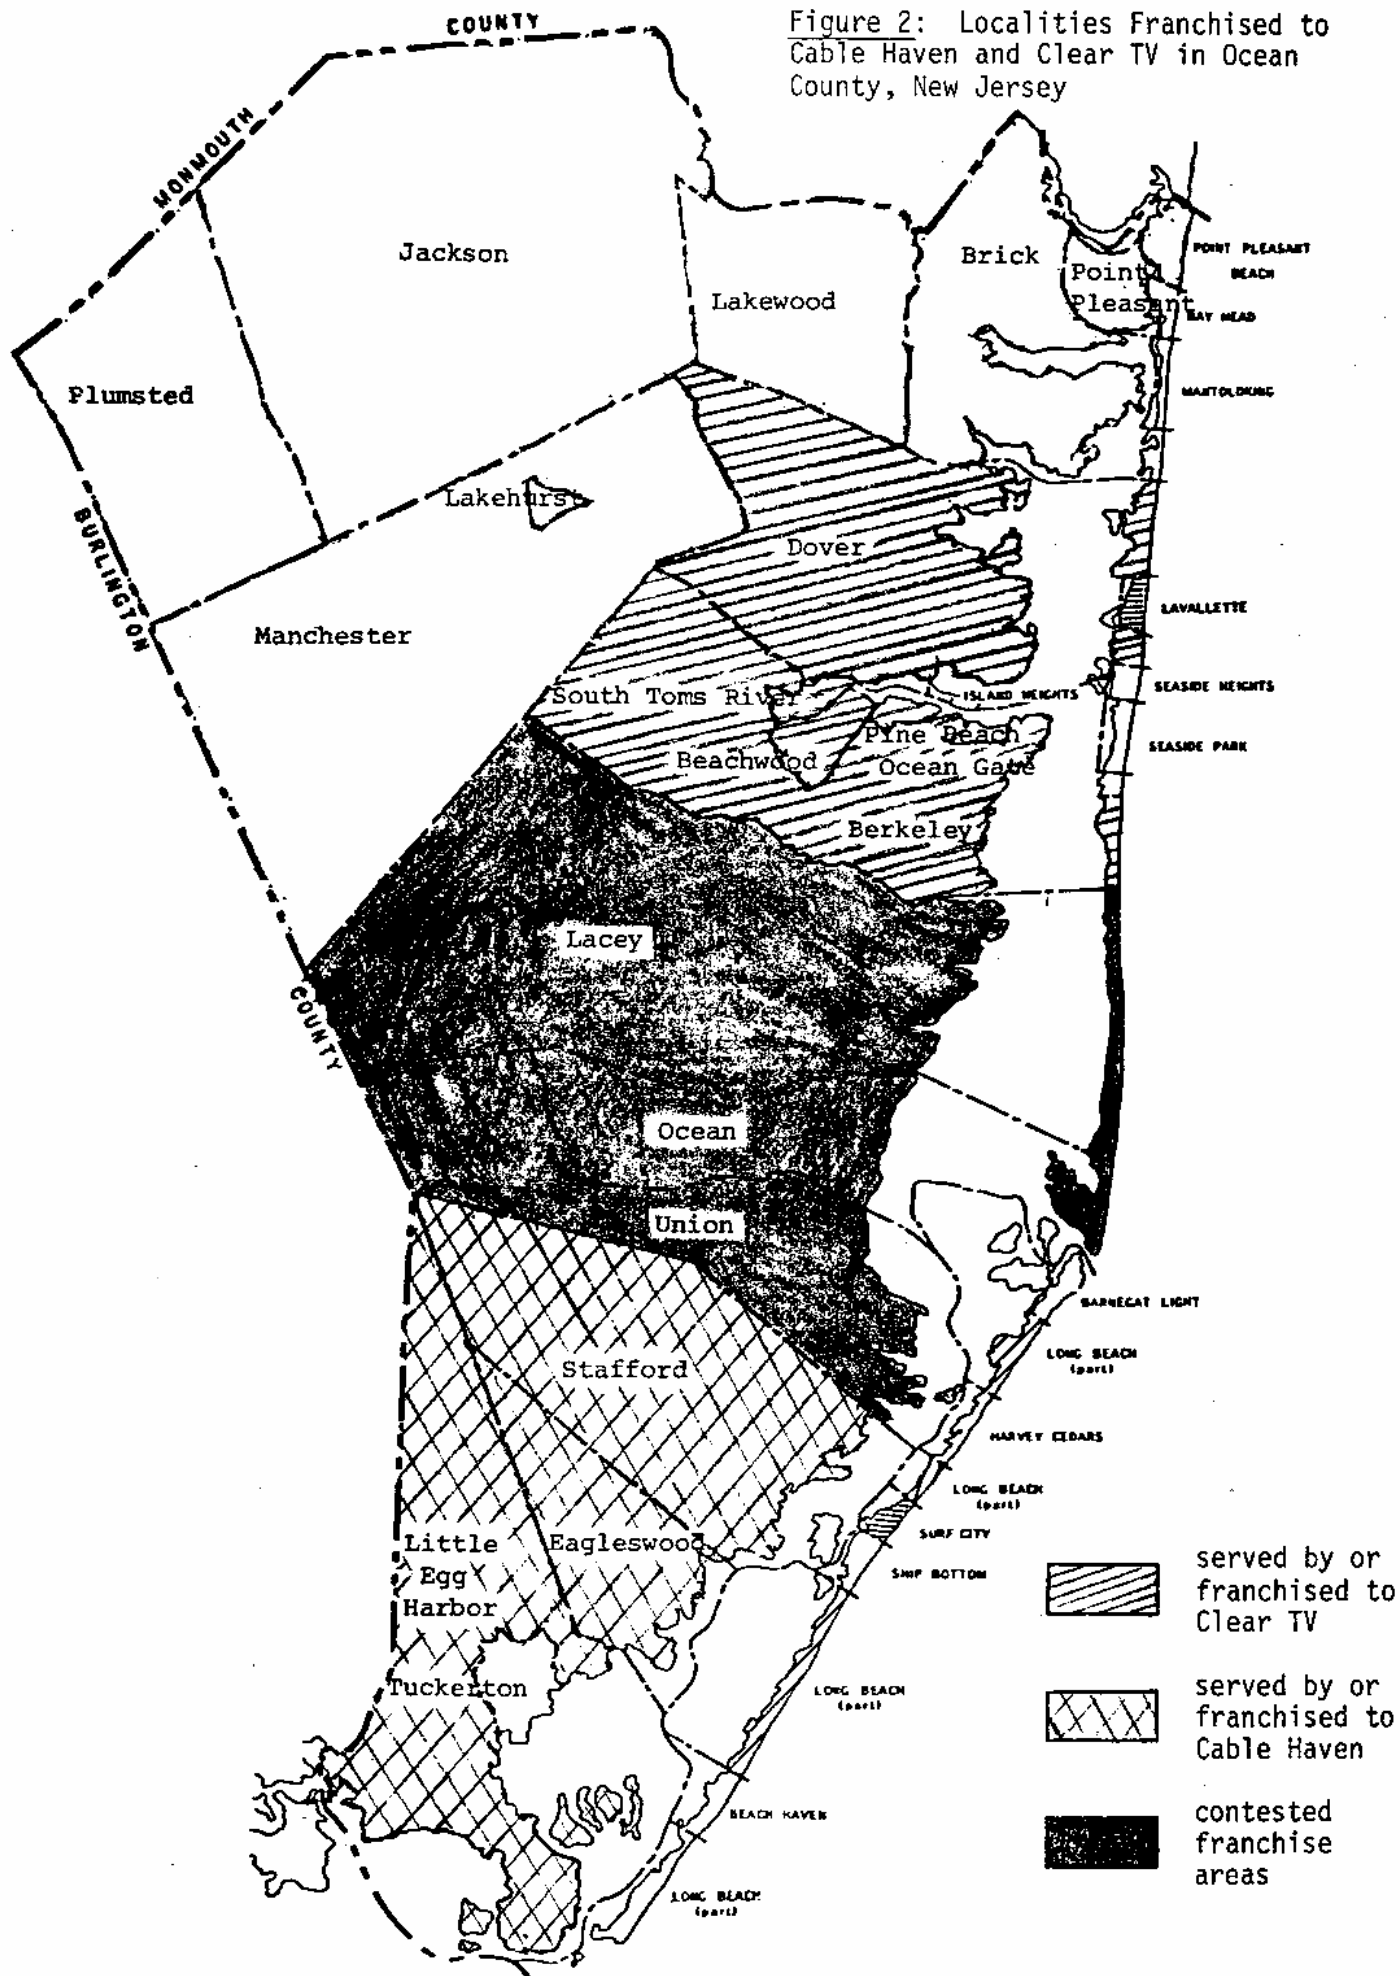 Figure 2: Localities Franchised to
Cable Haven and Clear TV in Ocean
County, New Jersey
COUNTY
MONMOUTH
BURLINGTON
COUNTY
Jackson
Plumsted
Lakewood
Brick
Point
Pleasant
POINT PLEASANT
BEACH
BAY HEAD
MANTOLOKING
Lakehurst
Dover
Manchester
LAVALLETTE
South Toms River
ISLAND HEIGHTS
SEASIDE HEIGHTS
Pine Beach
SEASIDE PARK
Beachwood
Ocean Gate
Berkeley
Lacey
Ocean
Union
BARNEGAT LIGHT
LONG BEACH
(part)
Stafford
HARVEY CEDARS
LONG BEACH
(part)
SURF CITY
SHIP BOTTOM
Little
Egg
Harbor
Eagleswood
Tuckerton
LONG BEACH
(part)
BEACH HAVEN
LONG BEACH
(part)
served by or
franchised to
Clear TV
served by or
franchised to
Cable Haven
contested
franchise
areas